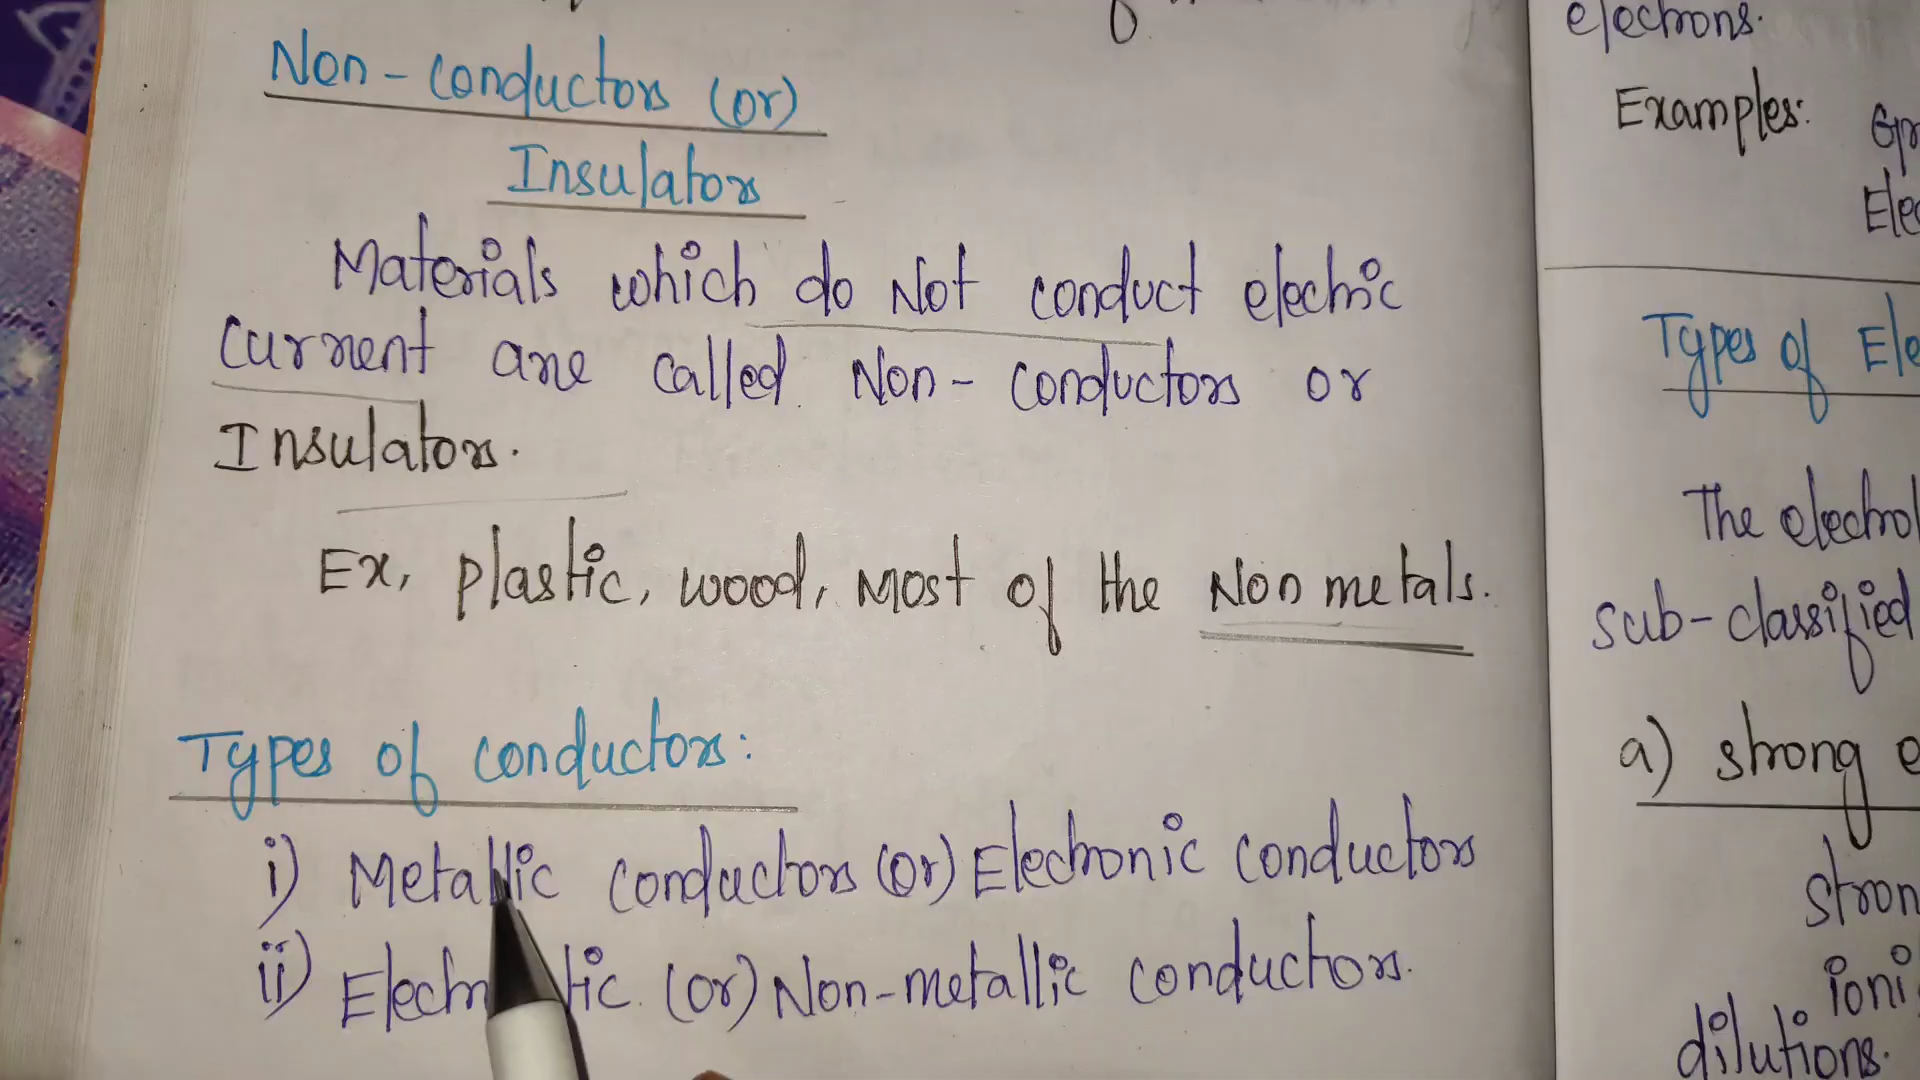 Non-conductors (or)
Insulators
Materials which do Not conduct electric
current are called Non-conductors or
Insulators.
Ex, plastic, wood, Most of the Non metals.
Types of conductors:
i) Metallic conductors (or) Electronic conductors
ii) (or) Non-metallic conductors.
electrons.
Examples:
Types of
The
sub-classified
a) strong
dilutions.